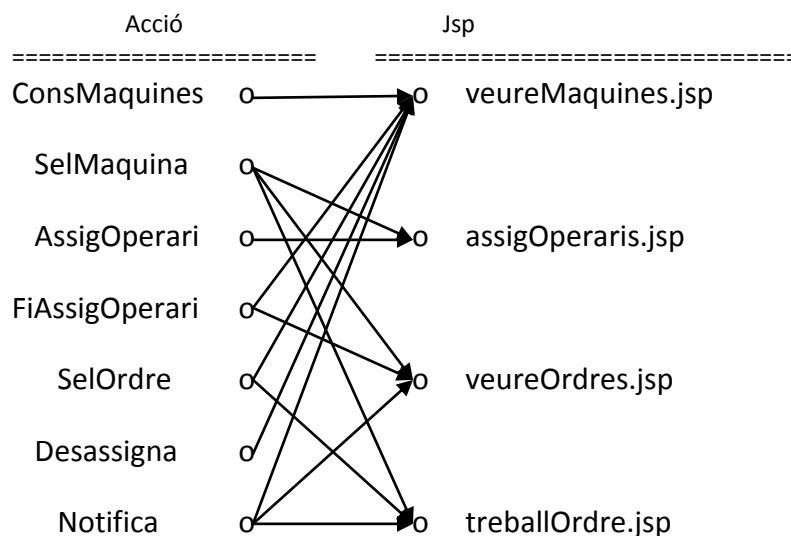 Acció Jsp
======================= ================================
ConsMaquines o o veureMaquines.jsp
SelMaquina o
AssigOperari o o assigOperaris.jsp
FiAssigOperari o
SelOrdre o o veureOrdres.jsp
Desassigna o
Notifica o o treballOrdre.jsp